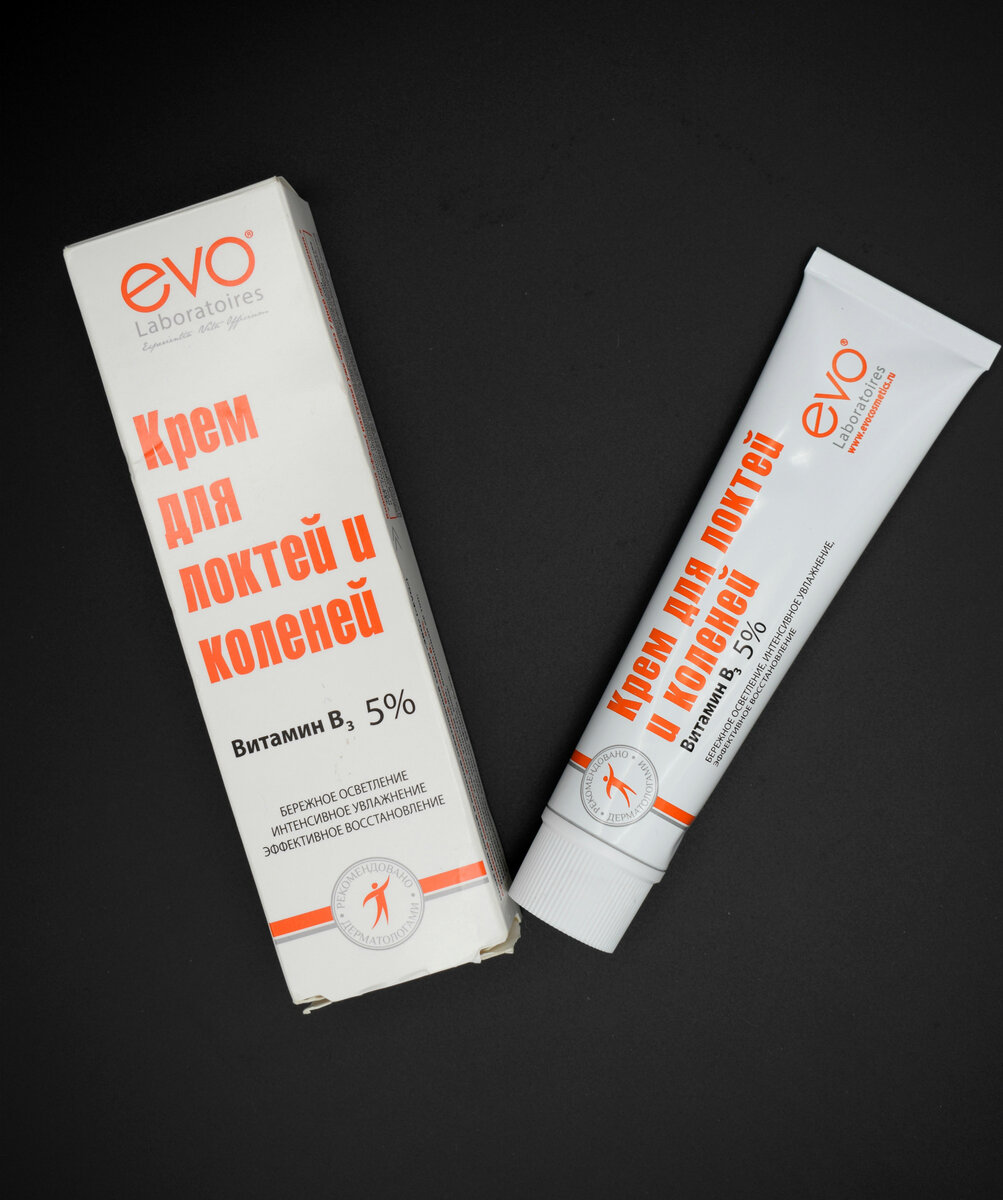 evo®
Laboratoires
Крем
для
локтей и
коленей
Витамин В3 5%
БЕРЕЖНОЕ ОСВЕТЛЕНИЕ
ИНТЕНСИВНОЕ УВЛАЖНЕНИЕ
ЭФФЕКТИВНОЕ ВОССТАНОВЛЕНИЕ
• РЕКОМЕНДОВАНО • ДЕРМАТОЛОГАМИ
evo®
Laboratoires
www.evocosmetics.ru
Крем для локтей
и коленей
Витамин В3 5%
БЕРЕЖНОЕ ОСВЕТЛЕНИЕ, ИНТЕНСИВНОЕ УВЛАЖНЕНИЕ,
ЭФФЕКТИВНОЕ ВОССТАНОВЛЕНИЕ
• РЕКОМЕНДОВАНО • ДЕРМАТОЛОГАМИ